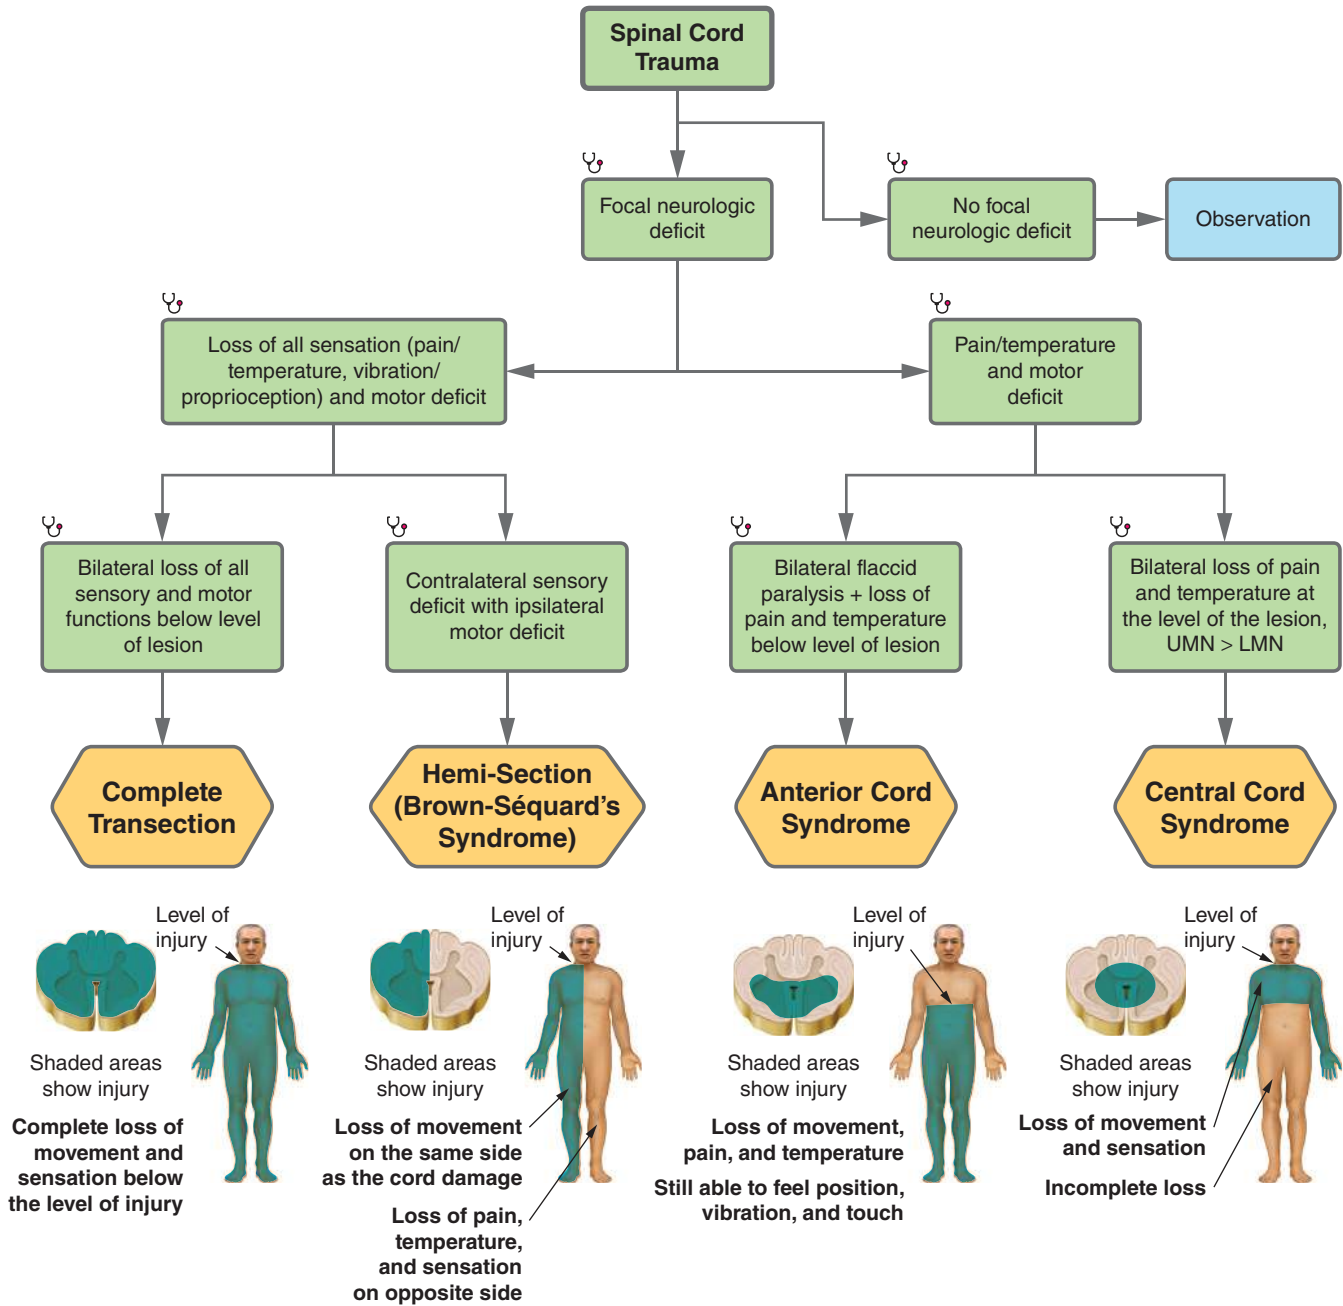 Spinal Cord
Trauma
Focal neurologic
deficit
No focal
neurologic deficit
Observation
Loss of all sensation (pain/
temperature, vibration/
proprioception) and motor deficit
Pain/temperature
and motor
deficit
Bilateral loss of all
sensory and motor
functions below level
of lesion
Contralateral sensory
deficit with ipsilateral
motor deficit
Bilateral flaccid
paralysis + loss of
pain and temperature
below level of lesion
Bilateral loss of pain
and temperature at
the level of the lesion,
UMN > LMN
Complete
Transection
Hemi-Section
(Brown-Séquard’s
Syndrome)
Anterior Cord
Syndrome
Central Cord
Syndrome
Level of
injury
Shaded areas
show injury
Complete loss of
movement and
sensation below
the level of injury
Level of
injury
Shaded areas
show injury
Loss of movement
on the same side
as the cord damage
Loss of pain,
temperature,
and sensation
on opposite side
Level of
injury
Shaded areas
show injury
Loss of movement,
pain, and temperature
Still able to feel position,
vibration, and touch
Level of
injury
Shaded areas
show injury
Loss of movement
and sensation
Incomplete loss